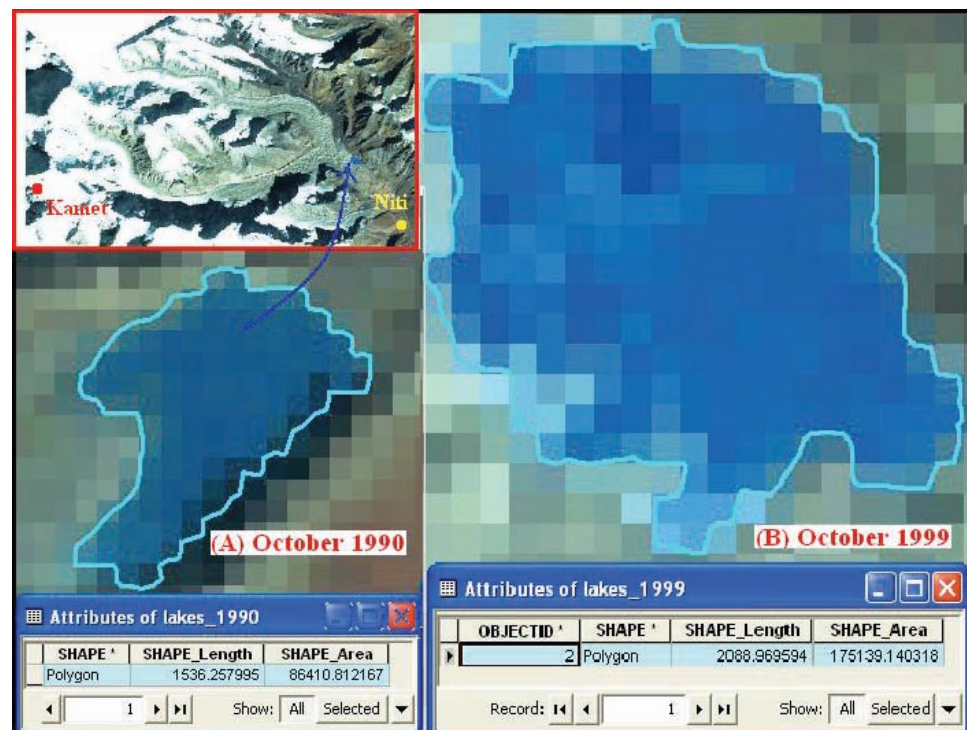 Kamet
Niti
(A) October 1990
(B) October 1999
Attributes of lakes_1990
SHAPE * SHAPE_Length SHAPE_Area
Polygon 1536.257995 86410.812167
1 Show: All Selected
Attributes of lakes_1999
OBJECTID * SHAPE * SHAPE_Length SHAPE_Area
2 Polygon 2088.969594 175139.140318
Record: 1 Show: All Selected